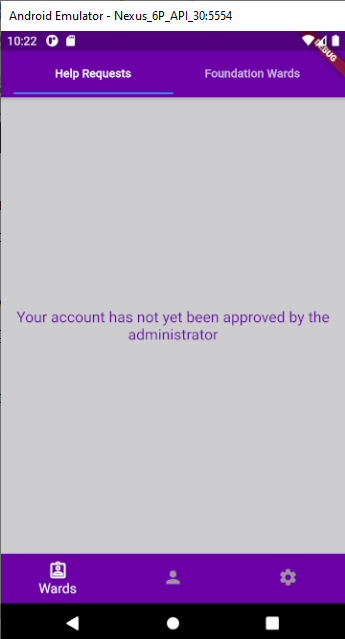 Android Emulator - Nexus_6P_API_30:5554
10:22
DEBUG
Help Requests Foundation Wards
Your account has not yet been approved by the
administrator
Wards